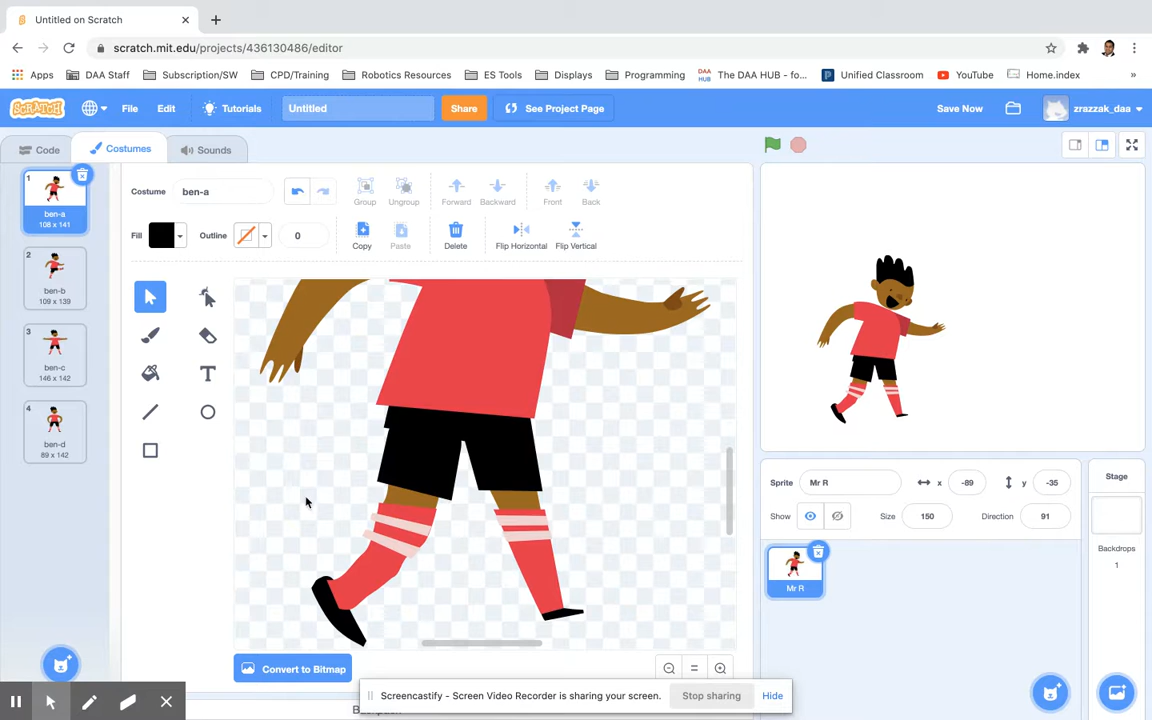 Untitled on Scratch
scratch.mit.edu/projects/436130486/editor
Apps DAA Staff Subscription/SW CPD/Training Robotics Resources ES Tools Displays Programming The DAA HUB - fo... Unified Classroom YouTube Home.index »
SCRATCH File Edit Tutorials Untitled Share See Project Page Save Now zrazzak_daa
Code Costumes Sounds
1
ben-a
108 x 141
2
ben-b
109 x 139
3
ben-c
146 x 142
4
ben-d
89 x 142
Costume ben-a Group Ungroup Forward Backward Front Back
Fill Outline 0 Copy Paste Delete Flip Horizontal Flip Vertical
T
Convert to Bitmap
Sprite Mr R x -89 y -35
Show Size 150 Direction 91
Mr R
Stage
Backdrops
1
Screencastify - Screen Video Recorder is sharing your screen. Stop sharing Hide